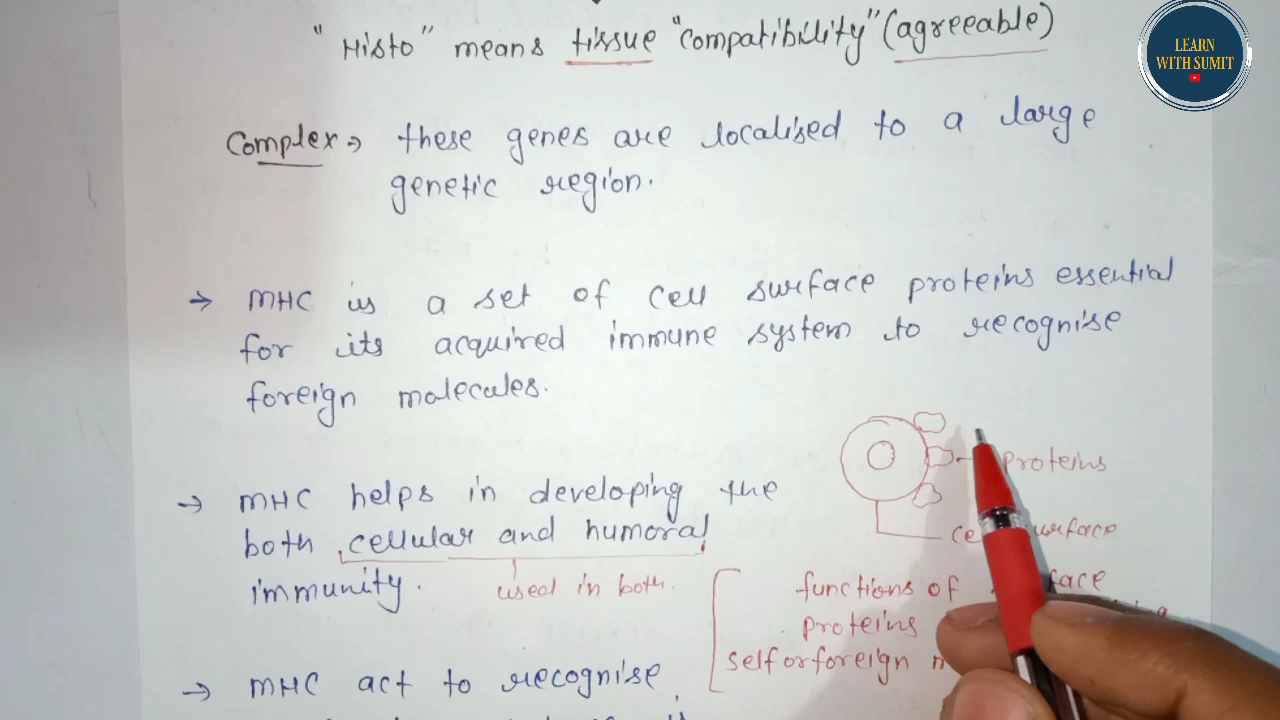 "Histo" means tissue "compatibility" (agreeable)
LEARN
WITH SUMIT
Complex → these genes are localised to a large
genetic region.
→ MHC is a set of cell surface proteins essential
for its acquired immune system to recognise
foreign molecules.
proteins
→ MHC helps in developing the
both cellular and humoral
immunity.
used in both.
functions of
proteins
self or foreign
→ MHC act to recognise